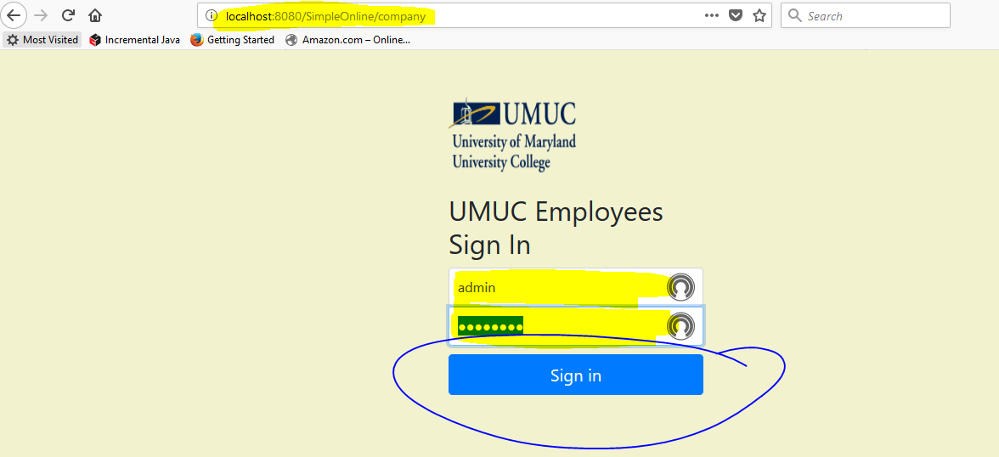 localhost:8080/SimpleOnline/company
Search
Most Visited Incremental Java Getting Started Amazon.com – Online...
UMUC
University of Maryland
University College
UMUC Employees
Sign In
admin
••••••••
Sign in